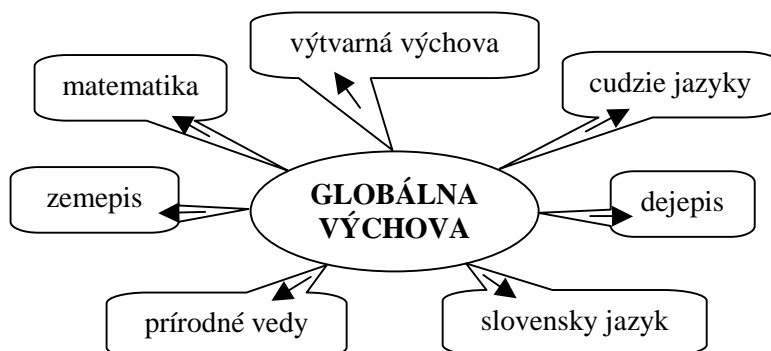 výtvarná výchova
matematika
cudzie jazyky
zemepis
GLOBÁLNA
VÝCHOVA
dejepis
prírodné vedy
slovensky jazyk